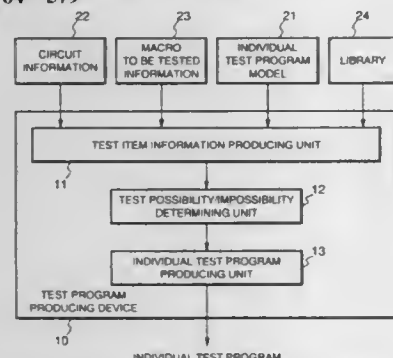 22
23
21
24
CIRCUIT
INFORMATION
MACRO
TO BE TESTED
INFORMATION
INDIVIDUAL
TEST PROGRAM
MODEL
LIBRARY
TEST ITEM INFORMATION PRODUCING UNIT
11
12
TEST POSSIBILITY/IMPOSSIBILITY
DETERMINING UNIT
13
INDIVIDUAL TEST PROGRAM
PRODUCING UNIT
TEST PROGRAM
PRODUCING DEVICE
10
INDIVIDUAL TEST PROGRAM